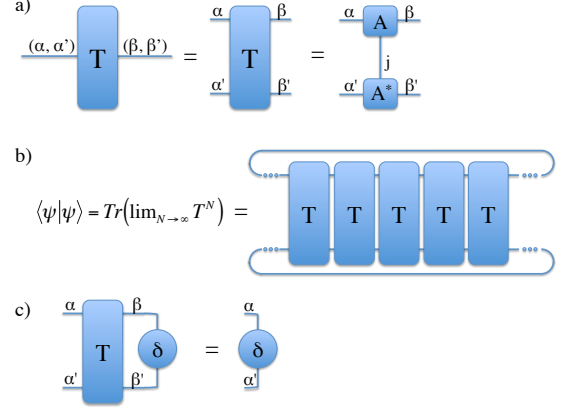 a)
α β α β A
(α, α’) T (β, β’) = T = j
α' β' α' A* β'
b)
⟨ψ|ψ⟩ = Tr(lim_{N→∞} T^N) = T T T T T
c)
α β α
T δ = δ
α' β' α'